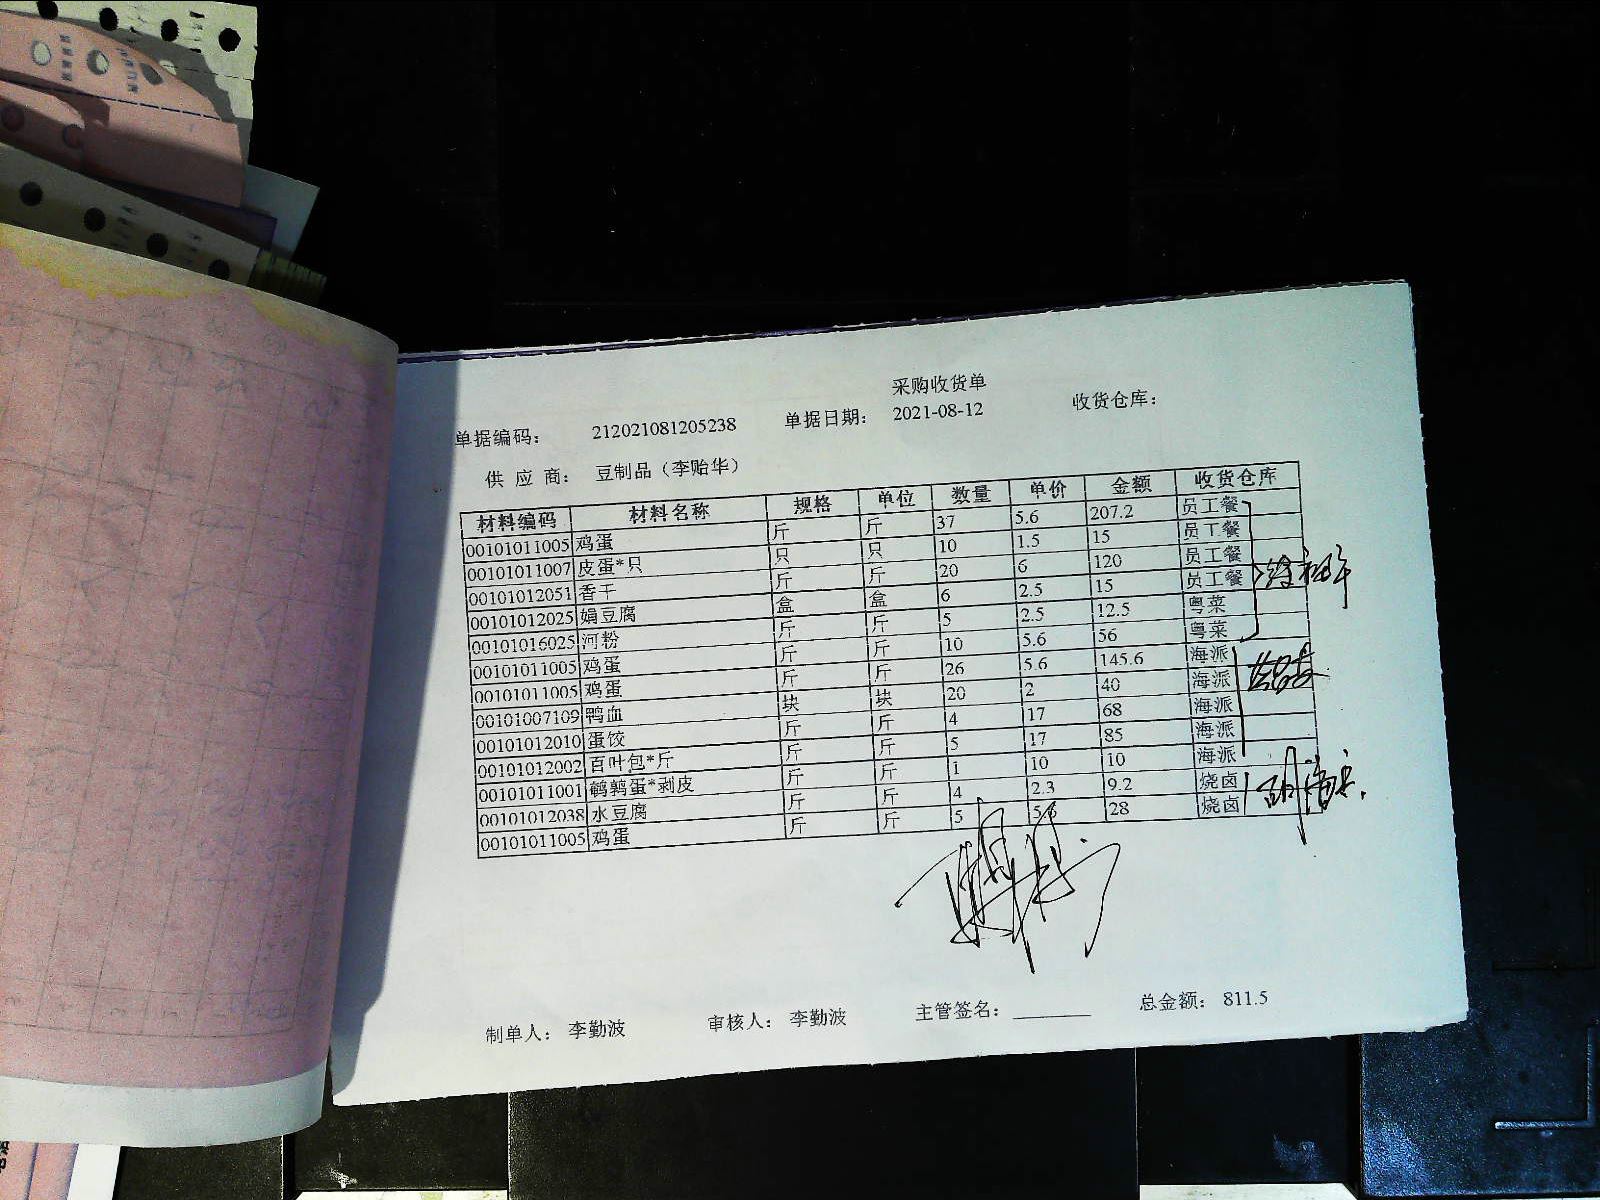 采购收货单
单据编码： 212021081205238 单据日期： 2021-08-12 收货仓库：
供 应 商： 豆制品（李贻华）
材料编码 材料名称 规格 单位 数量 单价 金额 收货仓库
00101011005 鸡蛋 斤 斤 37 5.6 207.2 员工餐
00101011007 皮蛋*只 只 只 10 1.5 15 员工餐
00101012051 香干 斤 斤 20 6 120 员工餐
00101012025 娟豆腐 盒 盒 6 2.5 15 员工餐
00101016025 河粉 斤 斤 5 2.5 12.5 粤菜
00101011005 鸡蛋 斤 斤 10 5.6 56 粤菜
00101011005 鸡蛋 斤 斤 26 5.6 145.6 海派
00101007109 鸭血 块 块 20 2 40 海派
00101012010 蛋饺 斤 斤 4 17 68 海派
00101012002 百叶包*斤 斤 斤 5 17 85 海派
00101011001 鹌鹑蛋*剥皮 斤 斤 1 10 10 海派
00101012038 水豆腐 斤 斤 4 2.3 9.2 烧卤
00101011005 鸡蛋 斤 斤 5 5.6 28 烧卤
制单人： 李勤波 审核人： 李勤波 主管签名： 总金额： 811.5